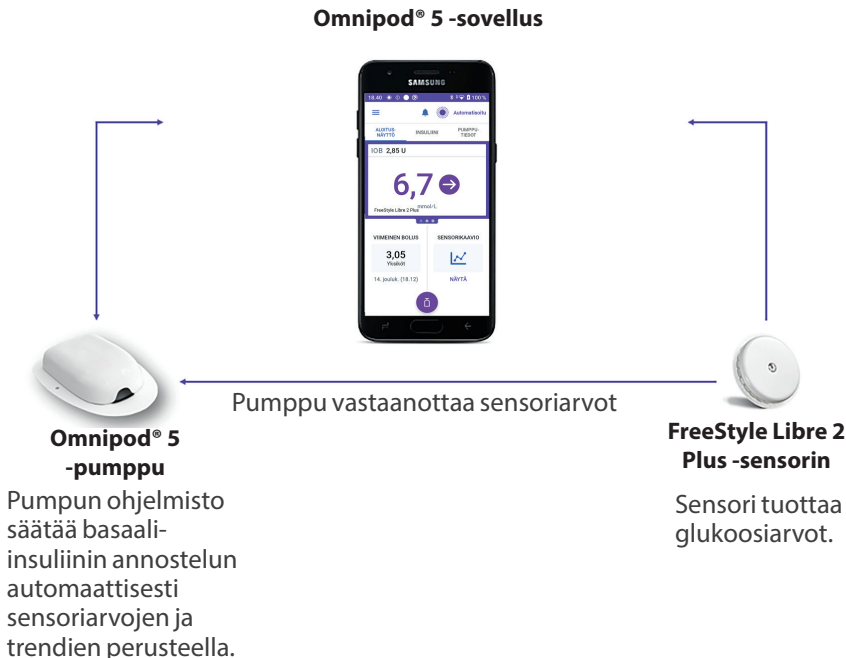 Omnipod® 5 -sovellus
SAMSUNG
18.40
100 %
Automatisoitu
ALOITUS-
NÄYTTÖ
INSULIINI
PUMPPU-
TIEDOT
IOB 2,85 U
6,7
mmol/L
FreeStyle Libre 2 Plus
VIIMEINEN BOLUS
SENSORIKAAVIO
3,05
Yksiköt
14. jouluk. (18.12)
NÄYTÄ
Pumppu vastaanottaa sensoriarvot
Omnipod® 5
-pumppu
Pumpun ohjelmisto
säätää basaali-
insuliinin annostelun
automaattisesti
sensoriarvojen ja
trendien perusteella.
FreeStyle Libre 2
Plus -sensorin
Sensori tuottaa
glukoosiarvot.